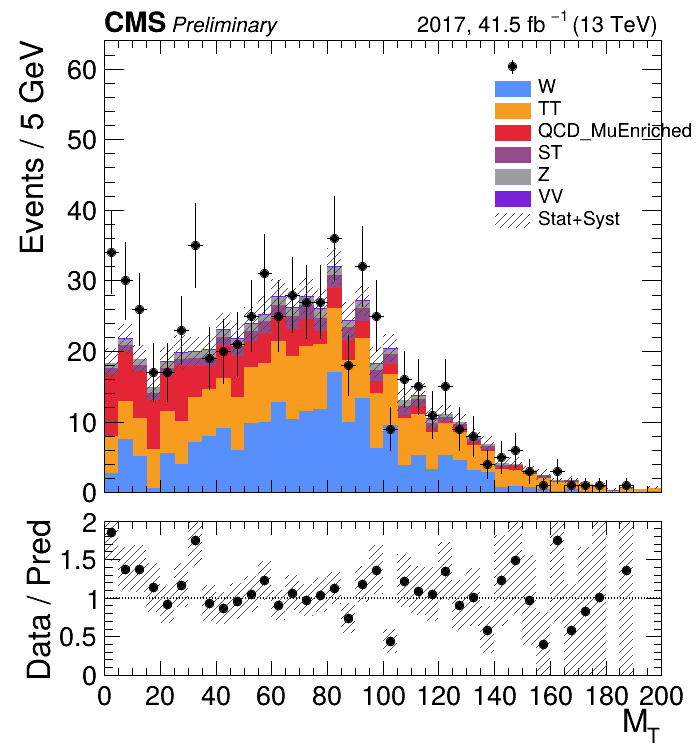 CMS Preliminary 2017, 41.5 fb⁻¹ (13 TeV)
Events / 5 GeV
60
50
40
30
20
10
0
W
TT
QCD_MuEnriched
ST
Z
VV
Stat+Syst
Data / Pred
2
1.5
1
0.5
0
0 20 40 60 80 100 120 140 160 180 200
M_T